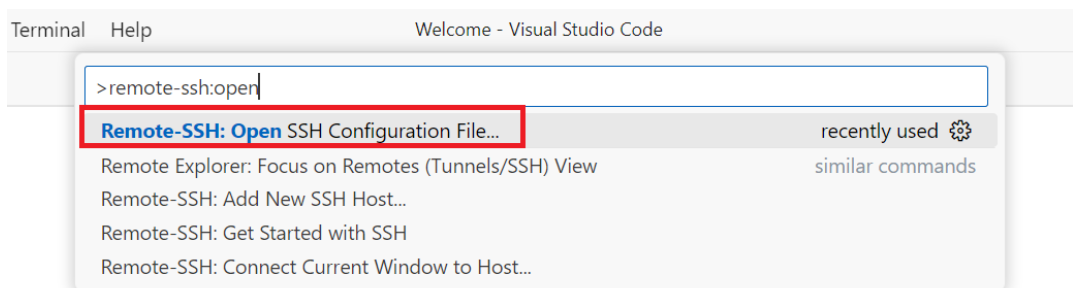 Terminal Help Welcome - Visual Studio Code
>remote-ssh:open
Remote-SSH: Open SSH Configuration File... recently used
Remote Explorer: Focus on Remotes (Tunnels/SSH) View similar commands
Remote-SSH: Add New SSH Host...
Remote-SSH: Get Started with SSH
Remote-SSH: Connect Current Window to Host...